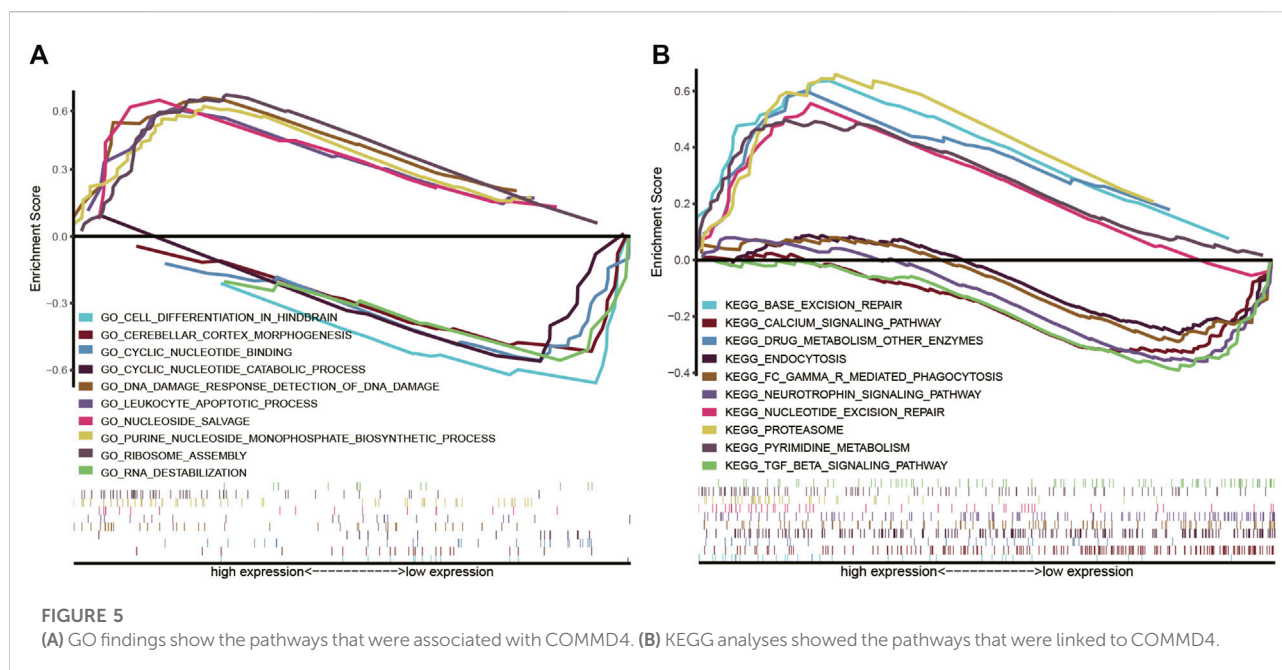 A
Enrichment Score
0.6
0.3
0.0
−0.3
−0.6
GO_CELL_DIFFERENTIATION_IN_HINDBRAIN
GO_CEREBELLAR_CORTEX_MORPHOGENESIS
GO_CYCLIC_NUCLEOTIDE_BINDING
GO_CYCLIC_NUCLEOTIDE_CATABOLIC_PROCESS
GO_DNA_DAMAGE_RESPONSE_DETECTION_OF_DNA_DAMAGE
GO_LEUKOCYTE_APOPTOTIC_PROCESS
GO_NUCLEOSIDE_SALVAGE
GO_PURINE_NUCLEOSIDE_MONOPHOSPHATE_BIOSYNTHETIC_PROCESS
GO_RIBOSOME_ASSEMBLY
GO_RNA_DESTABILIZATION
high expression<------------->low expression
B
Enrichment Score
0.6
0.4
0.2
0.0
−0.2
−0.4
KEGG_BASE_EXCISION_REPAIR
KEGG_CALCIUM_SIGNALING_PATHWAY
KEGG_DRUG_METABOLISM_OTHER_ENZYMES
KEGG_ENDOCYTOSIS
KEGG_FC_GAMMA_R_MEDIATED_PHAGOCYTOSIS
KEGG_NEUROTROPHIN_SIGNALING_PATHWAY
KEGG_NUCLEOTIDE_EXCISION_REPAIR
KEGG_PROTEASOME
KEGG_PYRIMIDINE_METABOLISM
KEGG_TGF_BETA_SIGNALING_PATHWAY
high expression<------------->low expression
FIGURE 5
(A) GO findings show the pathways that were associated with COMMD4. (B) KEGG analyses showed the pathways that were linked to COMMD4.